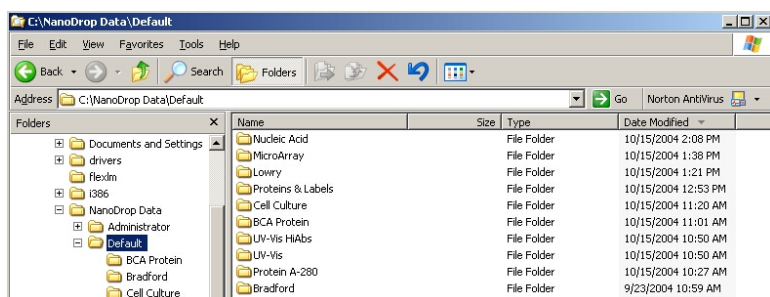 C:\NanoDrop Data\Default
File Edit View Favorites Tools Help
Back Search Folders
Address C:\NanoDrop Data\Default Go Norton AntiVirus
Folders x Name Size Type Date Modified
Documents and Settings
drivers
flexlm
i386
NanoDrop Data
Administrator
Default
BCA Protein
Bradford
Cell Culture
Nucleic Acid File Folder 10/15/2004 2:08 PM
MicroArray File Folder 10/15/2004 1:38 PM
Lowry File Folder 10/15/2004 1:21 PM
Proteins & Labels File Folder 10/15/2004 12:53 PM
Cell Culture File Folder 10/15/2004 11:20 AM
BCA Protein File Folder 10/15/2004 11:01 AM
UV-Vis HiAbs File Folder 10/15/2004 10:50 AM
UV-Vis File Folder 10/15/2004 10:50 AM
Protein A-280 File Folder 10/15/2004 10:27 AM
Bradford File Folder 9/23/2004 10:59 AM